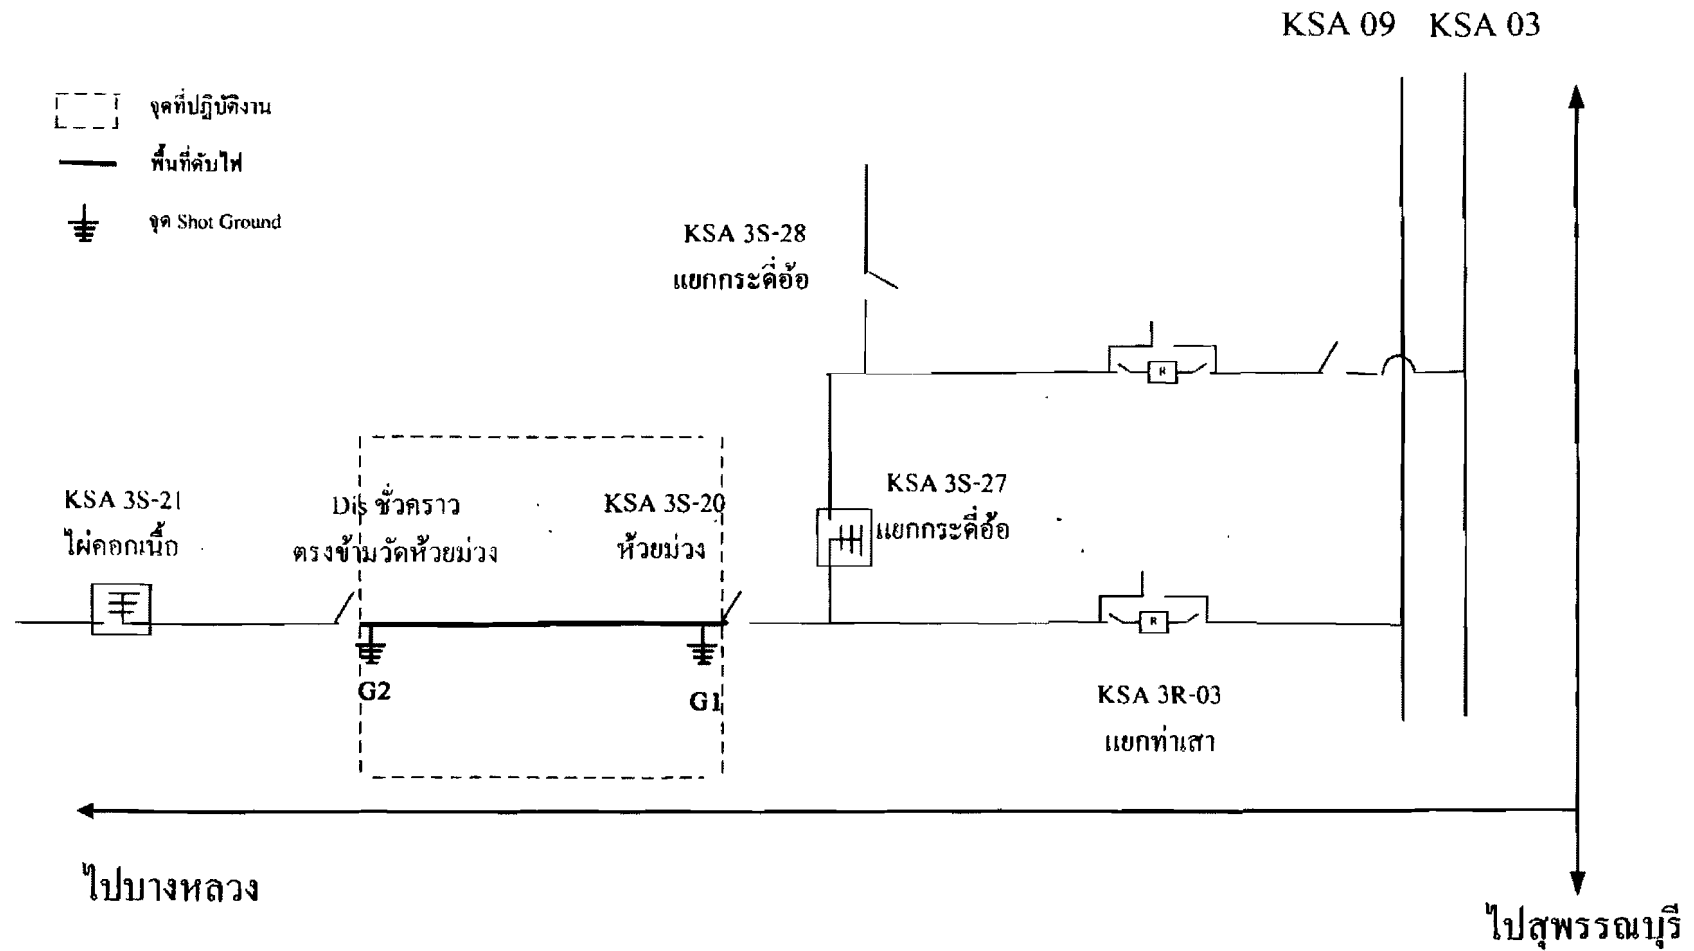 KSA 09 KSA 03
จุดที่ปฏิบัติงาน
พื้นที่ดับไฟ
จุด Shot Ground
KSA 3S-28
แยกกระดี่อ้อ
R
KSA 3S-21
ไผ่คอกเนื้อ
Dis ชั่วคราว
ตรงข้ามวัดห้วยม่วง
KSA 3S-20
ห้วยม่วง
KSA 3S-27
แยกกระดี่อ้อ
R
G2
G1
KSA 3R-03
แยกท่าเสา
ไปบางหลวง
ไปสุพรรณบุรี